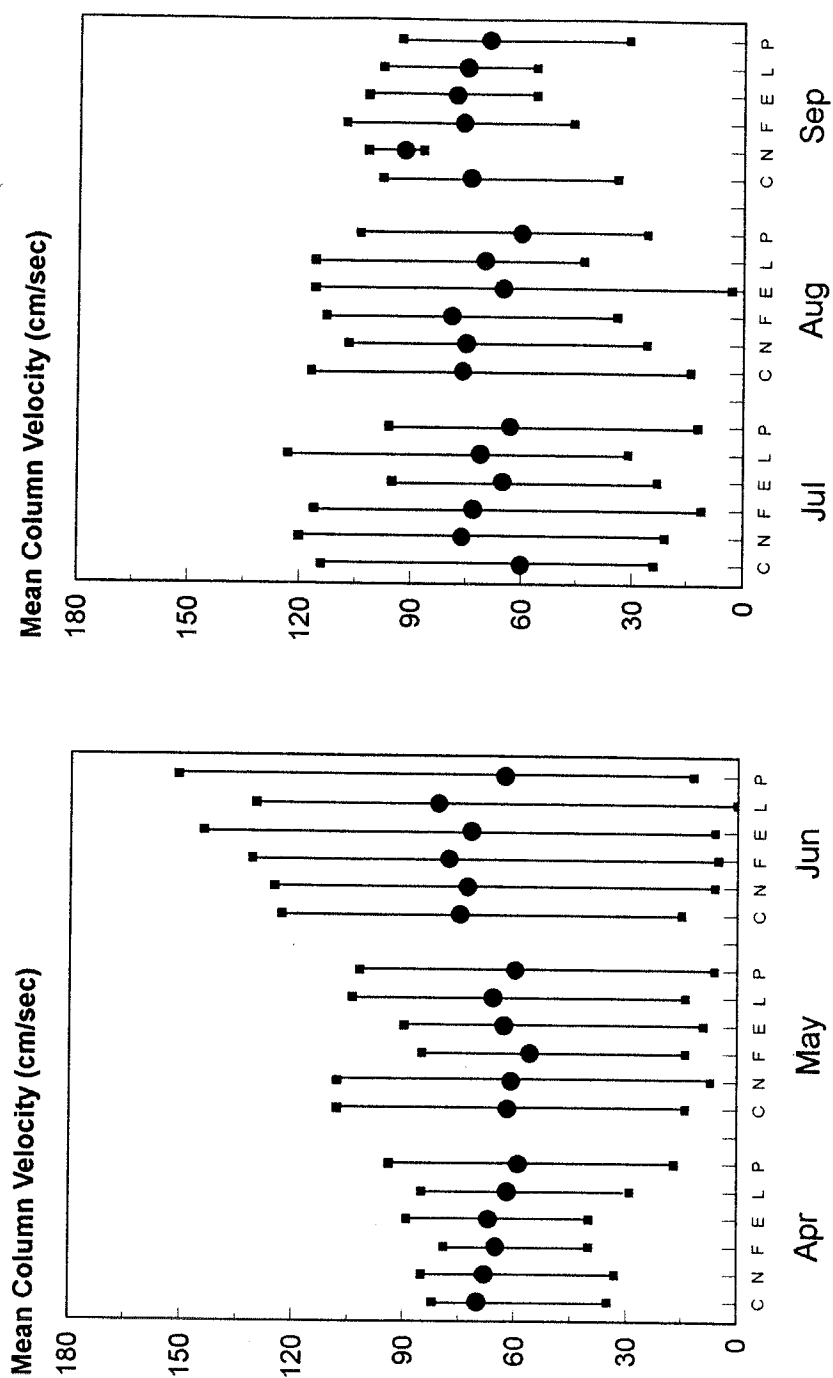 Mean Column Velocity (cm/sec)
180
150
120
90
60
30
0
C N F E L P C N F E L P C N F E L P
Apr May Jun
Mean Column Velocity (cm/sec)
180
150
120
90
60
30
0
C N F E L P C N F E L P C N F E L P
Jul Aug Sep